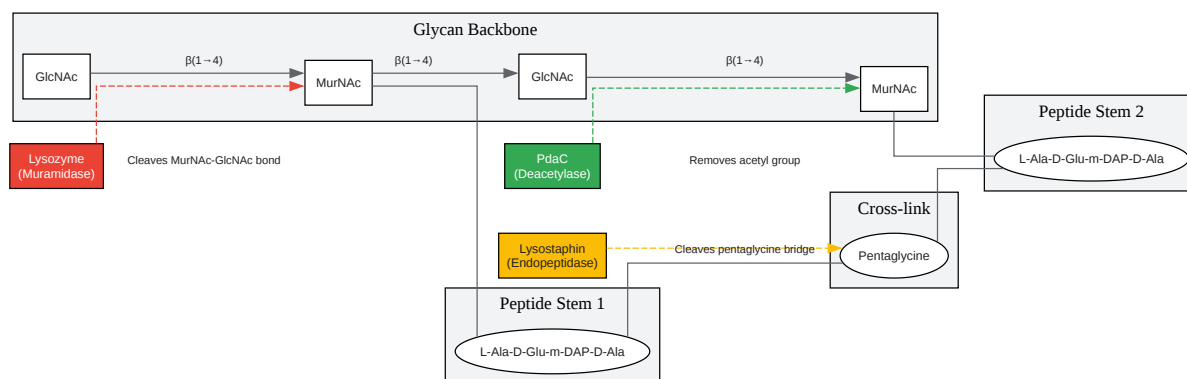 Glycan Backbone
GlcNAc
β(1→4)
MurNAc
β(1→4)
GlcNAc
β(1→4)
MurNAc
Peptide Stem 2
L-Ala-D-Glu-m-DAP-D-Ala
Lysozyme
(Muramidase)
Cleaves MurNAc-GlcNAc bond
PdaC
(Deacetylase)
Removes acetyl group
Cross-link
Pentaglycine
Lysostaphin
(Endopeptidase)
Cleaves pentaglycine bridge
Peptide Stem 1
L-Ala-D-Glu-m-DAP-D-Ala